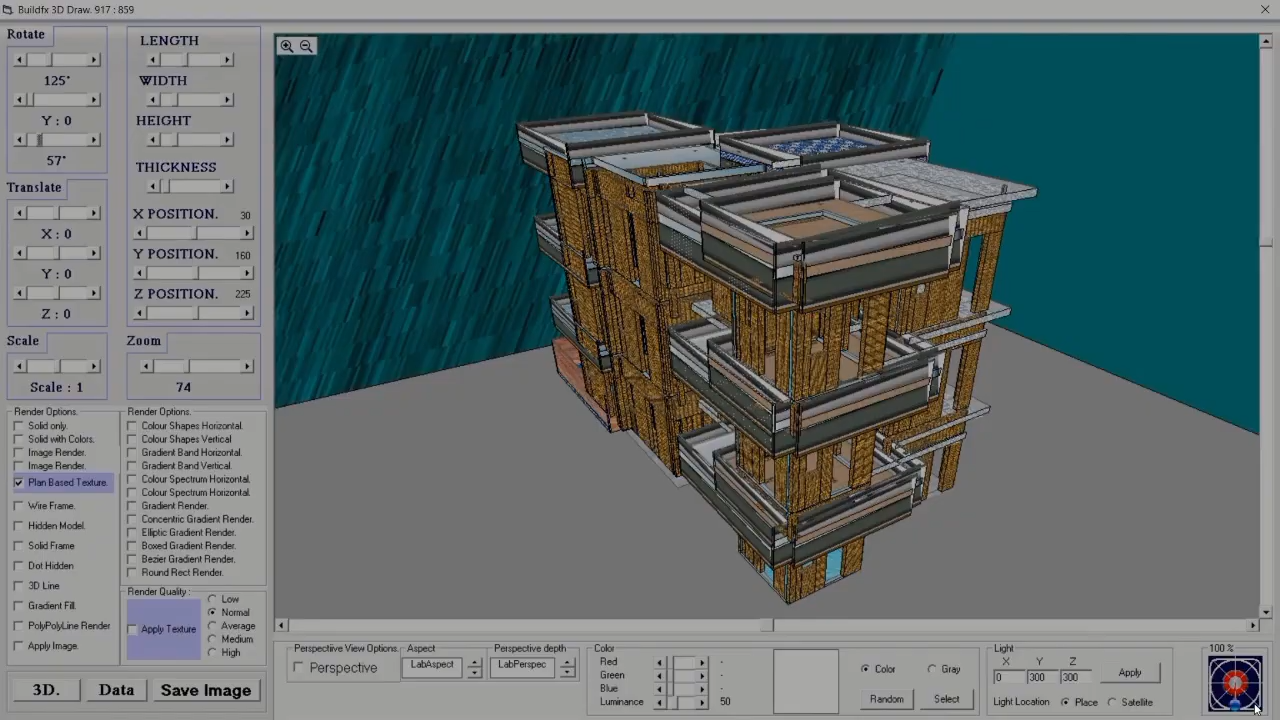 Buildfx 3D Draw. 917 : 859
Rotate
125°
Y : 0
57°
Translate
X : 0
Y : 0
Z : 0
Scale
Scale : 1
LENGTH
WIDTH
HEIGHT
THICKNESS
X POSITION. 30
Y POSITION. 160
Z POSITION. 225
Zoom
74
Render Options.
Solid only.
Solid with Colors.
Image Render.
Image Render.
Plan Based Texture.
Wire Frame.
Hidden Model.
Solid Frame
Dot Hidden
3D Line
Gradient Fill.
PolyPolyLine Render
Apply Image.
Render Options.
Colour Shapes Horizontal.
Colour Shapes Vertical
Gradient Band Horizontal.
Gradient Band Vertical.
Colour Spectrum Horizontal.
Colour Spectrum Horizontal.
Gradient Render.
Concentric Gradient Render.
Elliptic Gradient Render.
Boxed Gradient Render.
Bezier Gradient Render.
Round Rect Render.
Render Quality :
Apply Texture
Low
Normal
Average
Medium
High
3D. Data Save Image
Perspective View Options.
Perspective
Aspect
LabAspect
Perspective depth
LabPerspec
Color
Red
Green
Blue
Luminance 50
Color Gray
Random Select
Light
X Y Z
0 300 300 Apply
Light Location Place Satellite
100 %